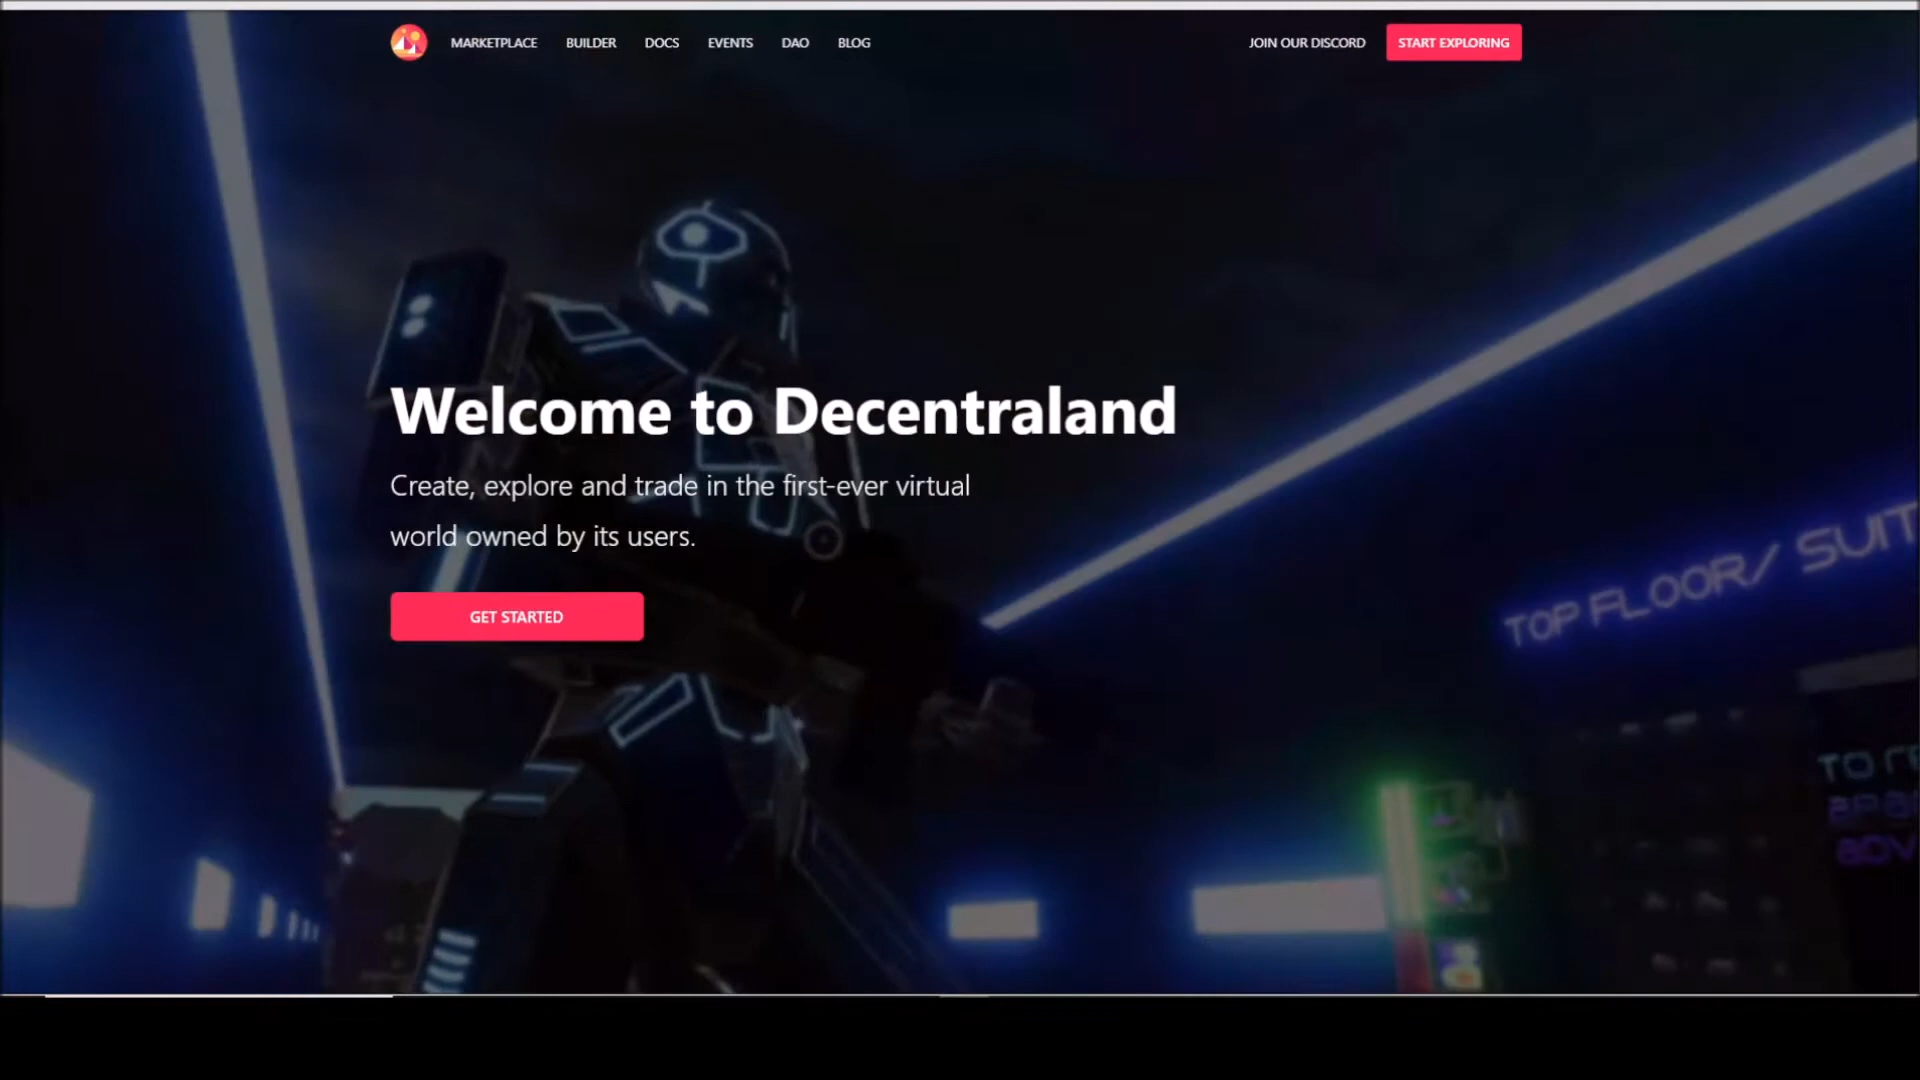 MARKETPLACE BUILDER DOCS EVENTS DAO BLOG JOIN OUR DISCORD START EXPLORING
Welcome to Decentraland
Create, explore and trade in the first-ever virtual
world owned by its users.
GET STARTED
TOP FLOOR/ SUIT